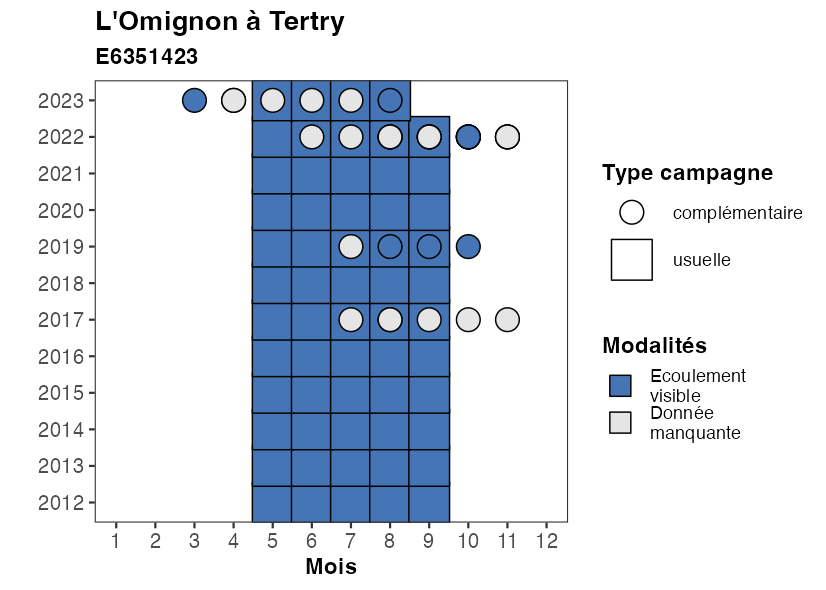 L'Omignon à Tertry
E6351423
2023
2022
2021
2020
2019
2018
2017
2016
2015
2014
2013
2012
1 2 3 4 5 6 7 8 9 10 11 12
Mois
Type campagne
complémentaire
usuelle
Modalités
Ecoulement
visible
Donnée
manquante